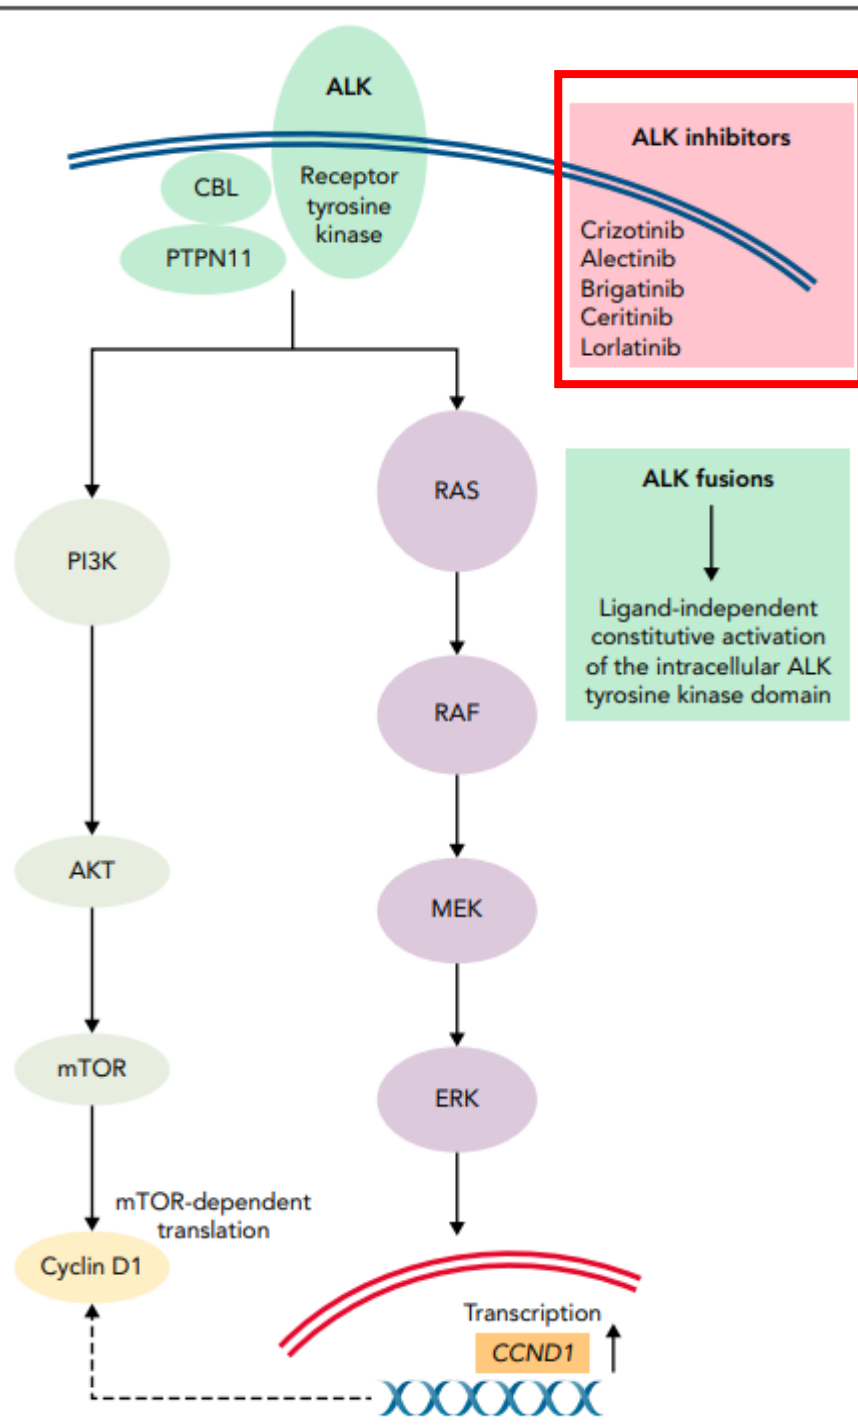 ALK
Receptor
tyrosine
kinase
CBL
PTPN11
ALK inhibitors
Crizotinib
Alectinib
Brigatinib
Ceritinib
Lorlatinib
RAS
PI3K
ALK fusions
Ligand-independent
constitutive activation
of the intracellular ALK
tyrosine kinase domain
RAF
AKT
MEK
mTOR
ERK
mTOR-dependent
translation
Cyclin D1
Transcription
CCND1